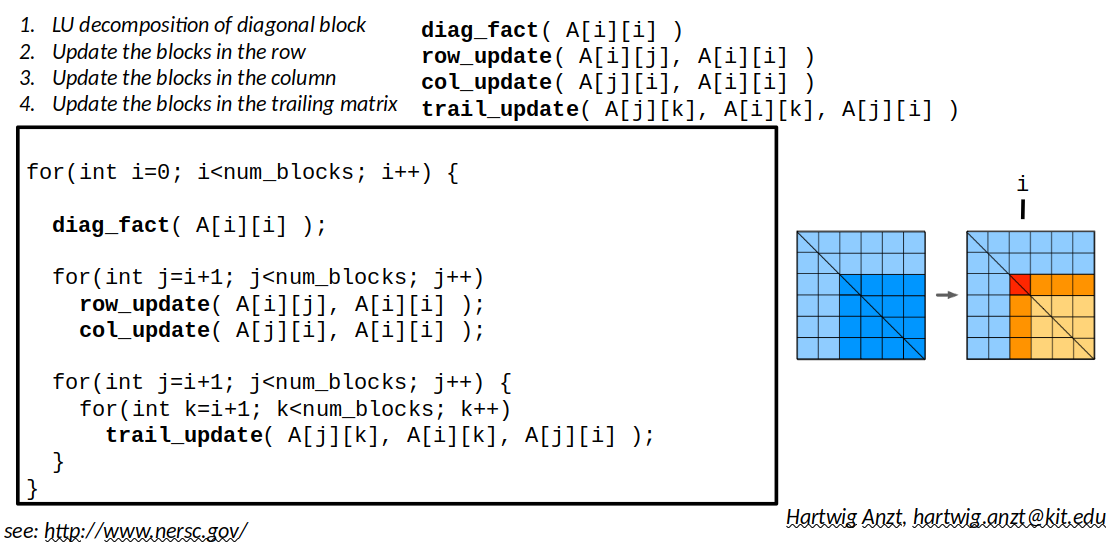 1. LU decomposition of diagonal block
2. Update the blocks in the row
3. Update the blocks in the column
4. Update the blocks in the trailing matrix
diag_fact( A[i][i] )
row_update( A[i][j], A[i][i] )
col_update( A[j][i], A[i][i] )
trail_update( A[j][k], A[i][k], A[j][i] )
for(int i=0; i<num_blocks; i++) {
diag_fact( A[i][i] );
for(int j=i+1; j<num_blocks; j++)
row_update( A[i][j], A[i][i] );
col_update( A[j][i], A[i][i] );
for(int j=i+1; j<num_blocks; j++) {
for(int k=i+1; k<num_blocks; k++)
trail_update( A[j][k], A[i][k], A[j][i] );
}
}
i
see: http://www.nersc.gov/
Hartwig Anzt, hartwig.anzt@kit.edu